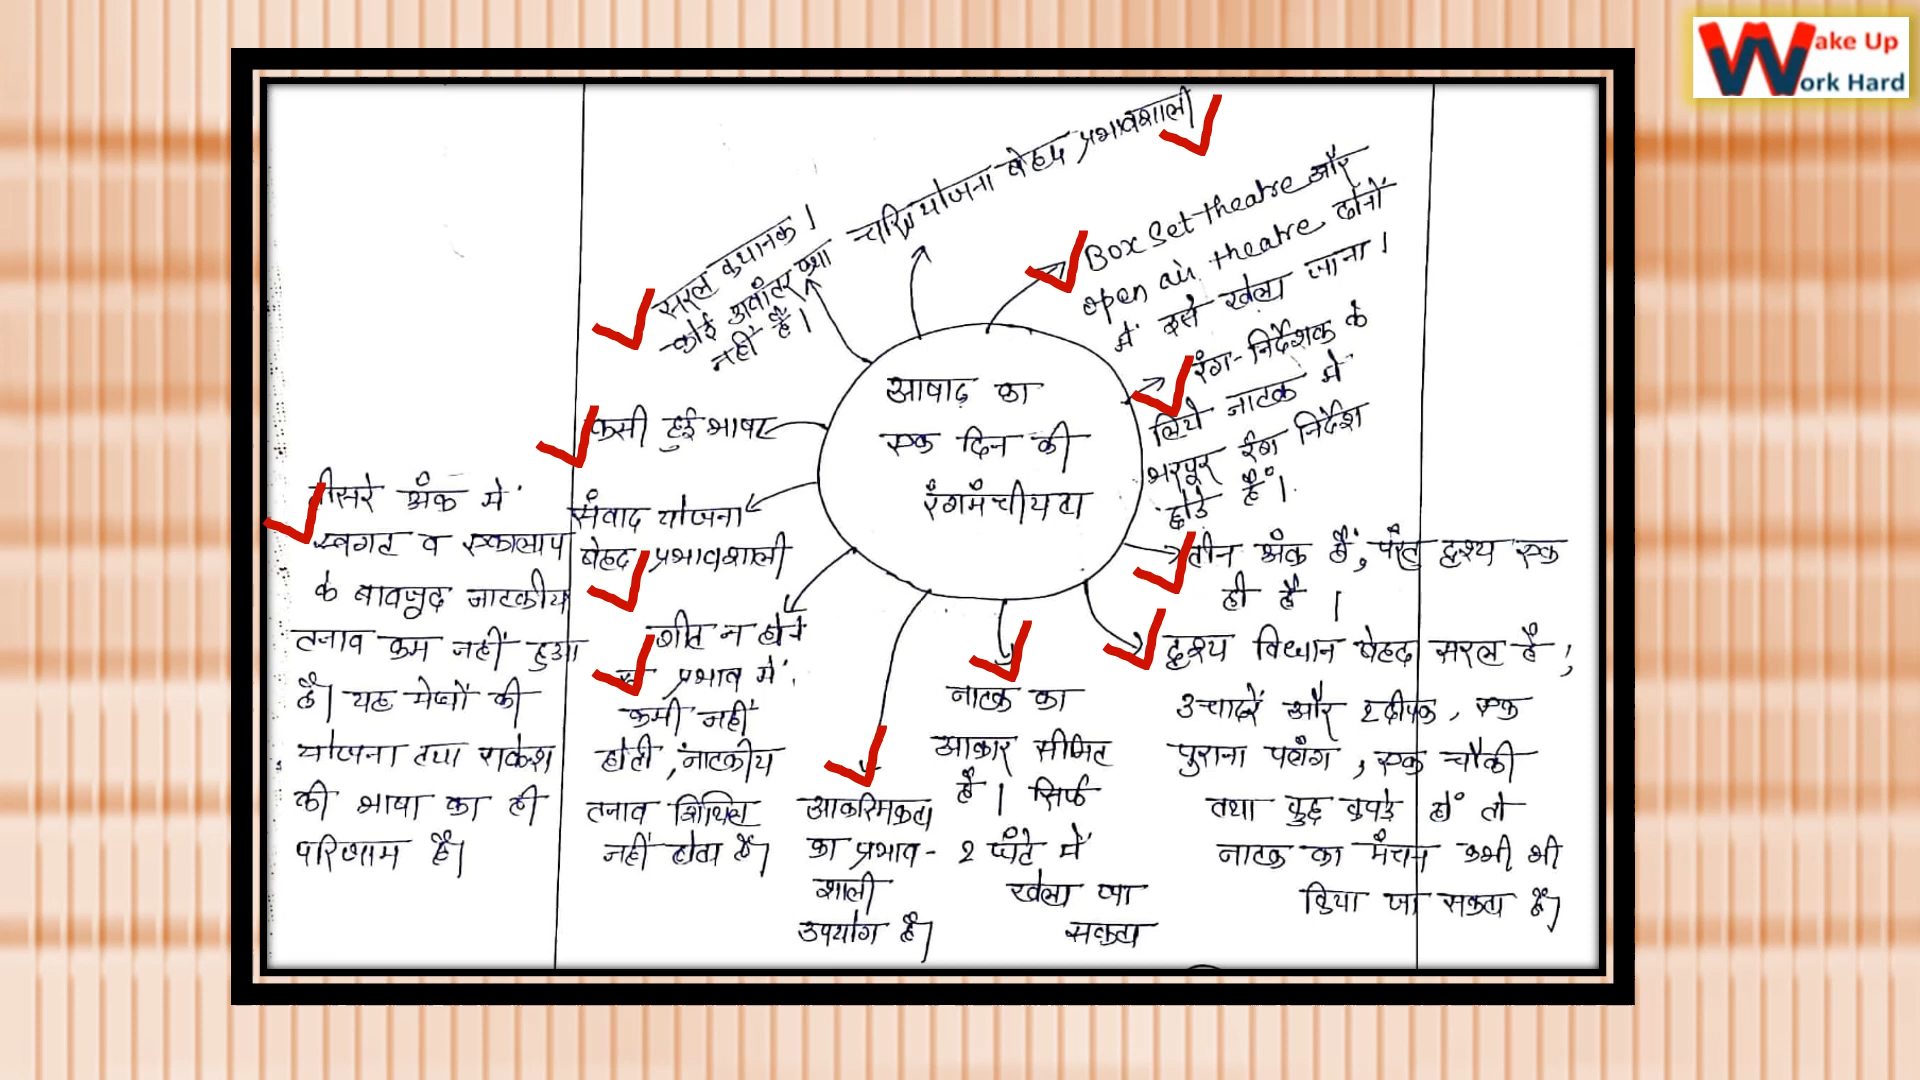 Wake Up
Work Hard
आषाढ़ का
एक दिन की
रंगमंचीयता
चरित्र योजना बेहद प्रभावशाली
Box Set theatre और
open air theatre दोनों
में इसे खेला जाना।
रंग-निर्देशक के
लिये नाटक में
भरपूर रंग निर्देश
छोड़े हैं।
तीन अंक हैं, परंतु दृश्य एक
ही है।
दृश्य विधान बेहद सरल है;
3 चादरें और 2 दीपक, एक
पुराना पलंग, एक चौकी
तथा कुछ कपड़े हों तो
नाटक का मंचन कभी भी
किया जा सकता है।
नाटक का
आकार सीमित
है। सिर्फ
2 घंटे में
खेला जा
सकता
आकस्मिकता
का प्रभाव-
शाली
उपयोग है।
गीत न होने
से प्रभाव में
कमी नहीं
होती, नाटकीय
तनाव शिथिल
नहीं होता है।
संवाद योजना
बेहद प्रभावशाली
कसी हुई भाषा
सरल कथानक।
कोई अवांतर कथा
नहीं है।
तीसरे अंक में
स्वगत व एकालाप
के बावजूद नाटकीय
तनाव कम नहीं हुआ
है। यह मेघों की
योजना तथा राकेश
की भाषा का ही
परिणाम है।